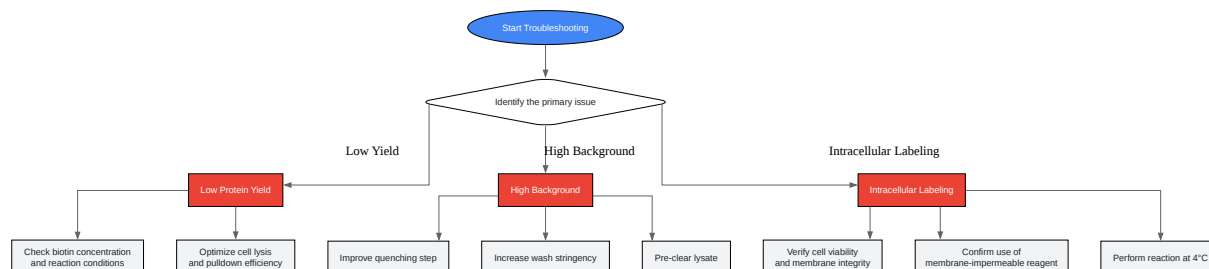 Start Troubleshooting
Identify the primary issue
Low Yield
High Background
Intracellular Labeling
Low Protein Yield
High Background
Intracellular Labeling
Check biotin concentration
and reaction conditions
Optimize cell lysis
and pulldown efficiency
Improve quenching step
Increase wash stringency
Pre-clear lysate
Verify cell viability
and membrane integrity
Confirm use of
membrane-impermeable reagent
Perform reaction at 4°C